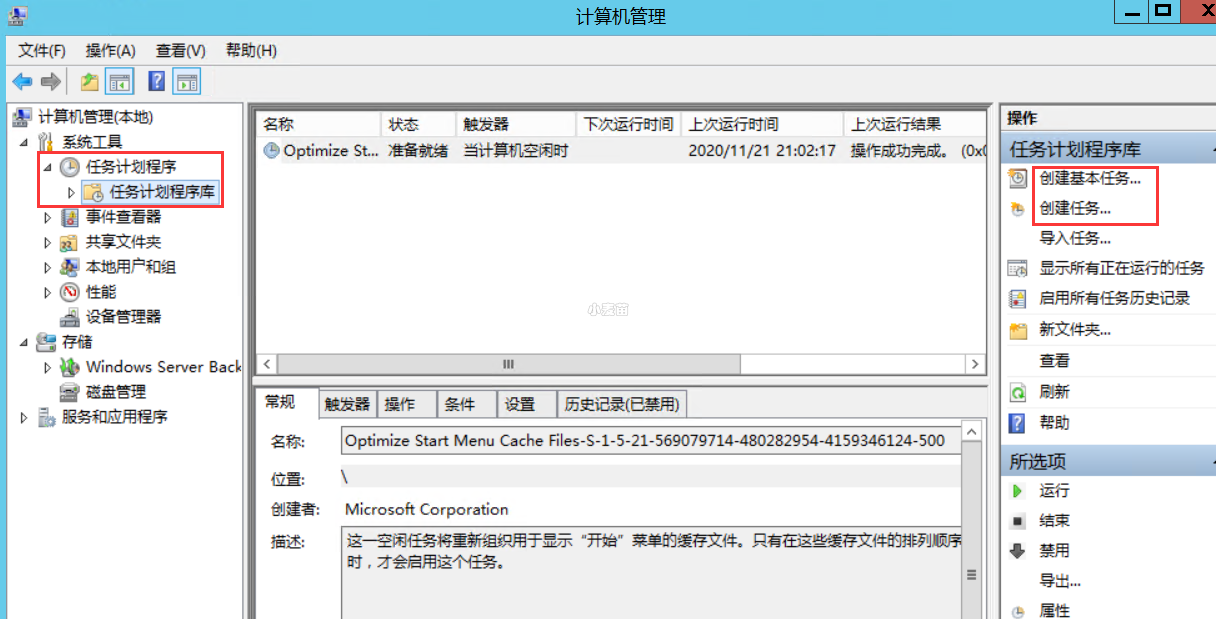 计算机管理
文件(F) 操作(A) 查看(V) 帮助(H)
计算机管理(本地)
系统工具
任务计划程序
任务计划程序库
事件查看器
共享文件夹
本地用户和组
性能
设备管理器
存储
Windows Server Back
磁盘管理
服务和应用程序
名称 状态 触发器 下次运行时间 上次运行时间 上次运行结果
Optimize St... 准备就绪 当计算机空闲时 2020/11/21 21:02:17 操作成功完成。 (0x0
常规 触发器 操作 条件 设置 历史记录(已禁用)
名称: Optimize Start Menu Cache Files-S-1-5-21-569079714-480282954-4159346124-500
位置: \
创建者: Microsoft Corporation
描述: 这一空闲任务将重新组织用于显示“开始”菜单的缓存文件。只有在这些缓存文件的排列顺序
时，才会启用这个任务。
操作
任务计划程序库
创建基本任务...
创建任务...
导入任务...
显示所有正在运行的任务
启用所有任务历史记录
新文件夹...
查看
刷新
帮助
所选项
运行
结束
禁用
导出...
属性